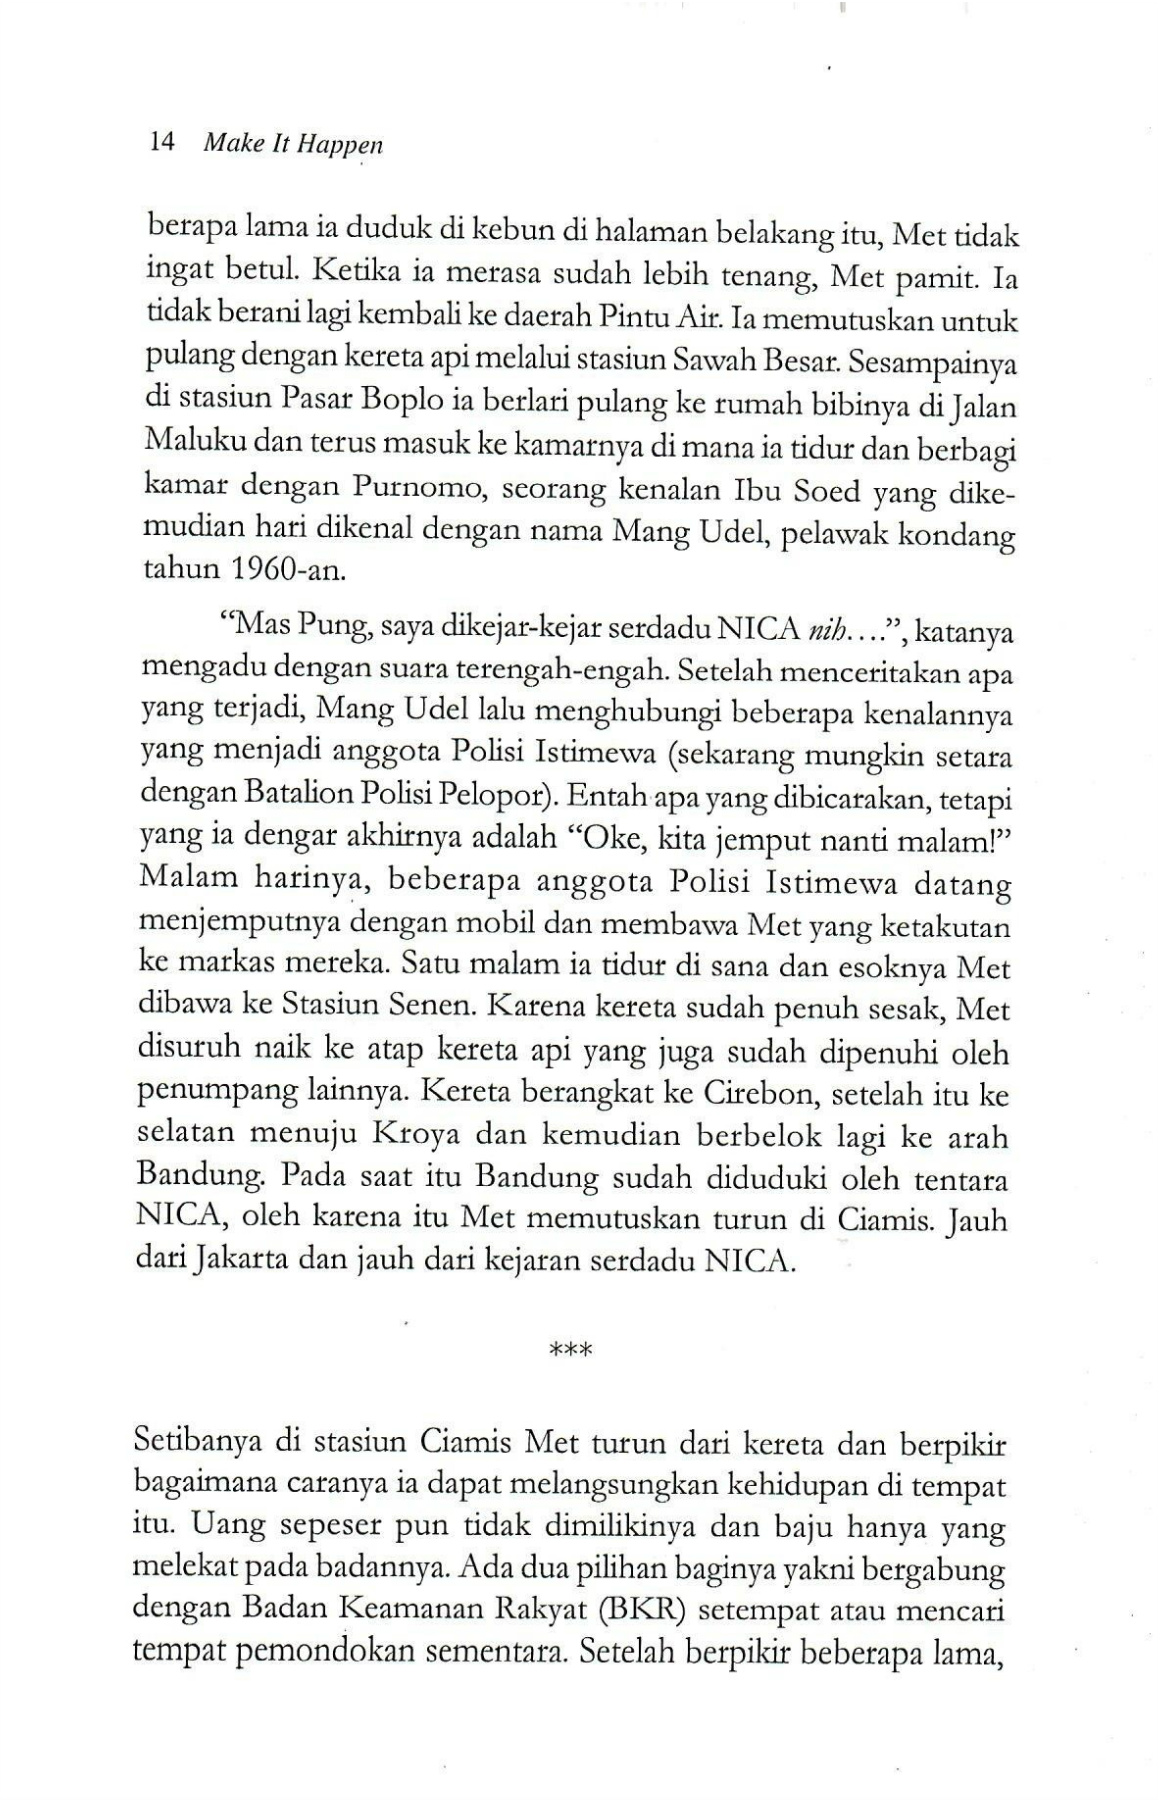 14 Make It Happen
berapa lama ia duduk di kebun di halaman belakang itu, Met tidak
ingat betul. Ketika ia merasa sudah lebih tenang, Met pamit. Ia
tidak berani lagi kembali ke daerah Pintu Air. Ia memutuskan untuk
pulang dengan kereta api melalui stasiun Sawah Besar. Sesampainya
di stasiun Pasar Boplo ia berlari pulang ke rumah bibinya di Jalan
Maluku dan terus masuk ke kamarnya di mana ia tidur dan berbagi
kamar dengan Purnomo, seorang kenalan Ibu Soed yang dike-
mudian hari dikenal dengan nama Mang Udel, pelawak kondang
tahun 1960-an.
“Mas Pung, saya dikejar-kejar serdadu NICA nih....”, katanya
mengadu dengan suara terengah-engah. Setelah menceritakan apa
yang terjadi, Mang Udel lalu menghubungi beberapa kenalannya
yang menjadi anggota Polisi Istimewa (sekarang mungkin setara
dengan Batalion Polisi Pelopor). Entah apa yang dibicarakan, tetapi
yang ia dengar akhirnya adalah “Oke, kita jemput nanti malam!”
Malam harinya, beberapa anggota Polisi Istimewa datang
menjemputnya dengan mobil dan membawa Met yang ketakutan
ke markas mereka. Satu malam ia tidur di sana dan esoknya Met
dibawa ke Stasiun Senen. Karena kereta sudah penuh sesak, Met
disuruh naik ke atap kereta api yang juga sudah dipenuhi oleh
penumpang lainnya. Kereta berangkat ke Cirebon, setelah itu ke
selatan menuju Kroya dan kemudian berbelok lagi ke arah
Bandung. Pada saat itu Bandung sudah diduduki oleh tentara
NICA, oleh karena itu Met memutuskan turun di Ciamis. Jauh
dari Jakarta dan jauh dari kejaran serdadu NICA.
***
Setibanya di stasiun Ciamis Met turun dari kereta dan berpikir
bagaimana caranya ia dapat melangsungkan kehidupan di tempat
itu. Uang sepeser pun tidak dimilikinya dan baju hanya yang
melekat pada badannya. Ada dua pilihan baginya yakni bergabung
dengan Badan Keamanan Rakyat (BKR) setempat atau mencari
tempat pemondokan sementara. Setelah berpikir beberapa lama,